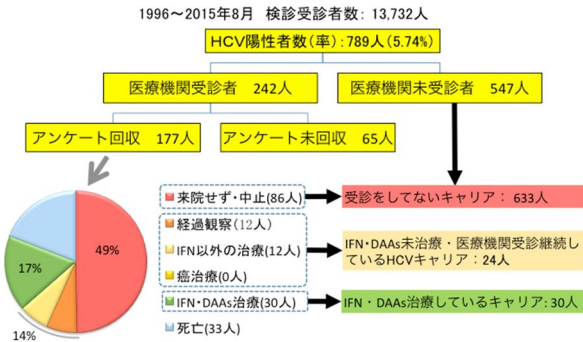 1996～2015年8月 検診受診者数: 13,732人
HCV陽性者数(率):789人(5.74%)
医療機関受診者 242人
医療機関未受診者 547人
アンケート回収 177人
アンケート未回収 65人
来院せず・中止(86人)
受診をしてないキャリア： 633人
経過観察(12人)
IFN以外の治療(12人)
癌治療(0人)
IFN・DAAs未治療・医療機関受診継続し
ているHCVキャリア：24人
IFN・DAAs治療(30人)
IFN・DAAs治療しているキャリア: 30人
死亡(33人)
49%
17%
14%